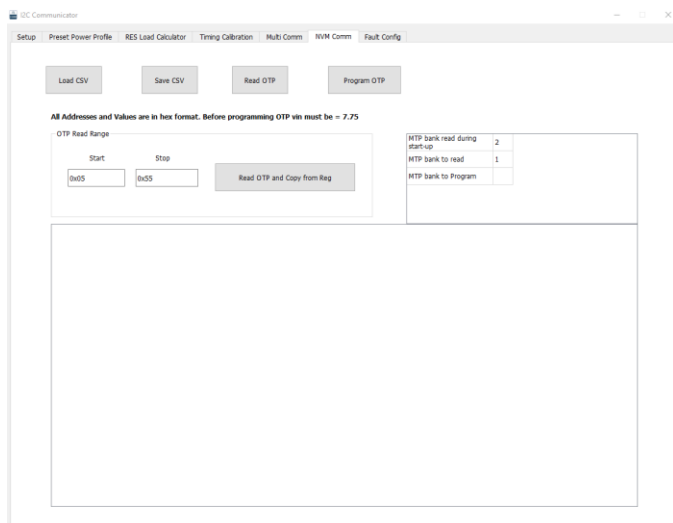 I2C Communicator
Setup Preset Power Profile RES Load Calculator Timing Calibration Multi Comm NVM Comm Fault Config
Load CSV Save CSV Read OTP Program OTP
All Addresses and Values are in hex format. Before programming OTP vin must be = 7.75
OTP Read Range
Start Stop
0x05 0x55 Read OTP and Copy from Reg
MTP bank read during start-up 2
MTP bank to read 1
MTP bank to Program